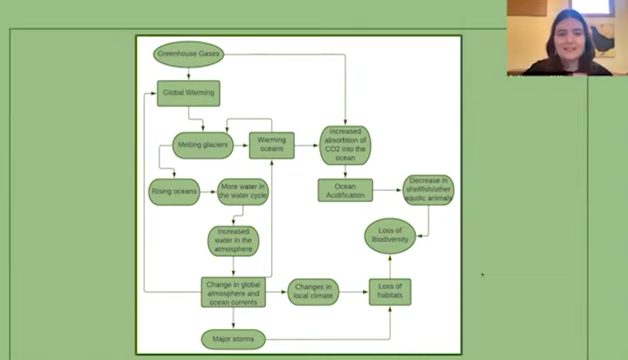 Greenhouse Gases
Global Warming
Melting glaciers
Warming
oceans
Increased
absorbtion of
CO2 into the
ocean
Rising oceans
More water in
the water cycle
Ocean
Acidification
Decrease in
shellfish/other
aqudic animals
Increased
water in the
atmosphere
Loss of
Biodiversity
Change in global
atmosphere and
ocean currents
Changes in
local climate
Loss of
habitats
Major storms